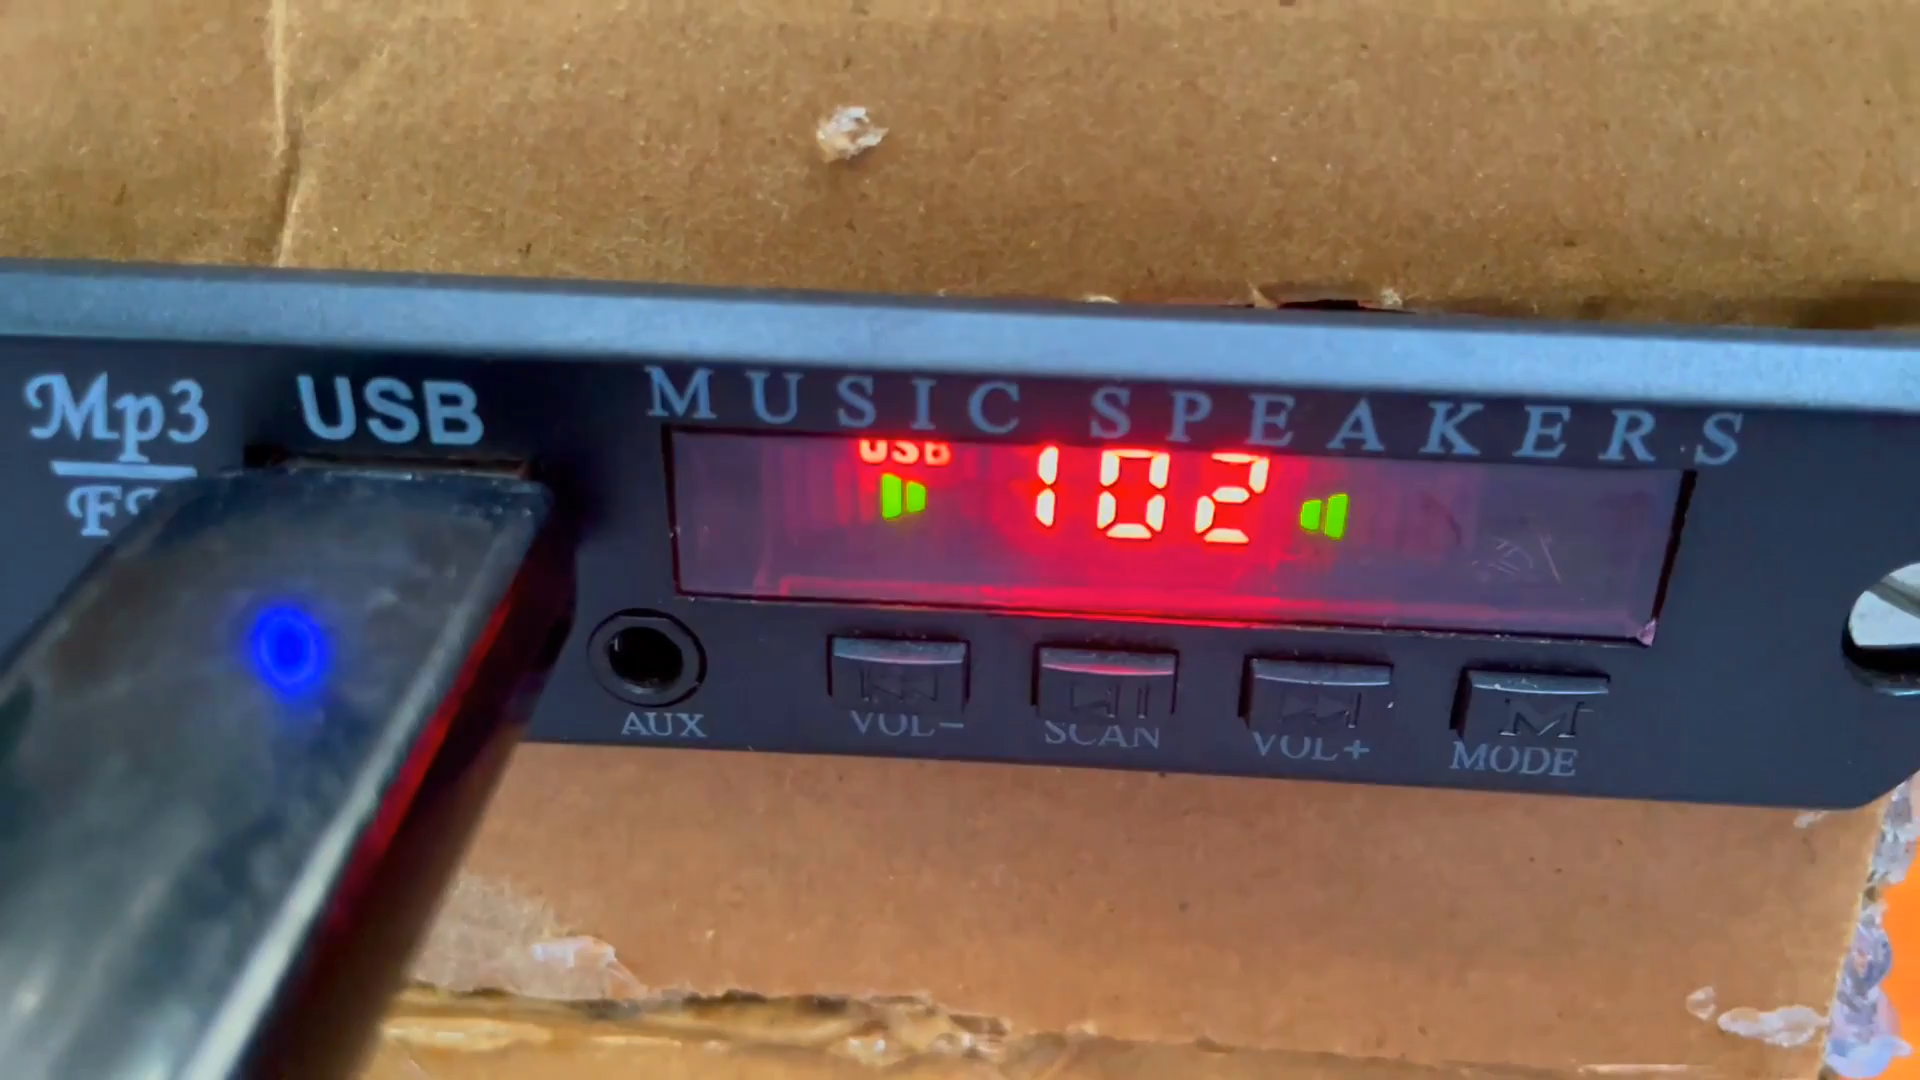 Mp3
USB
MUSIC SPEAKERS
USB
102
AUX
VOL-
SCAN
VOL+
M
MODE